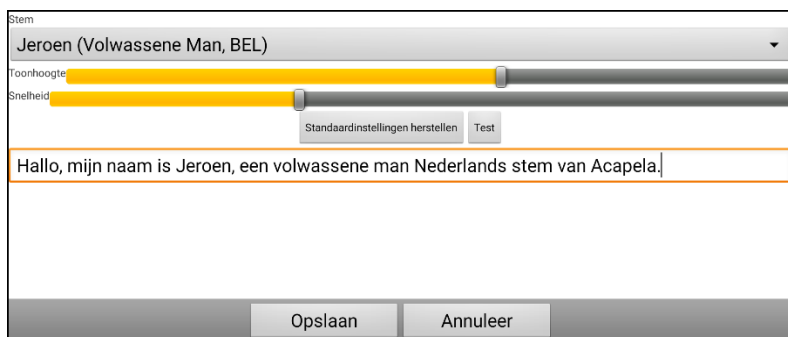 Stem
Jeroen (Volwassene Man, BEL)
Toonhoogte
Snelheid
Standaardinstellingen herstellen Test
Hallo, mijn naam is Jeroen, een volwassene man Nederlands stem van Acapela.
Opslaan Annuleer